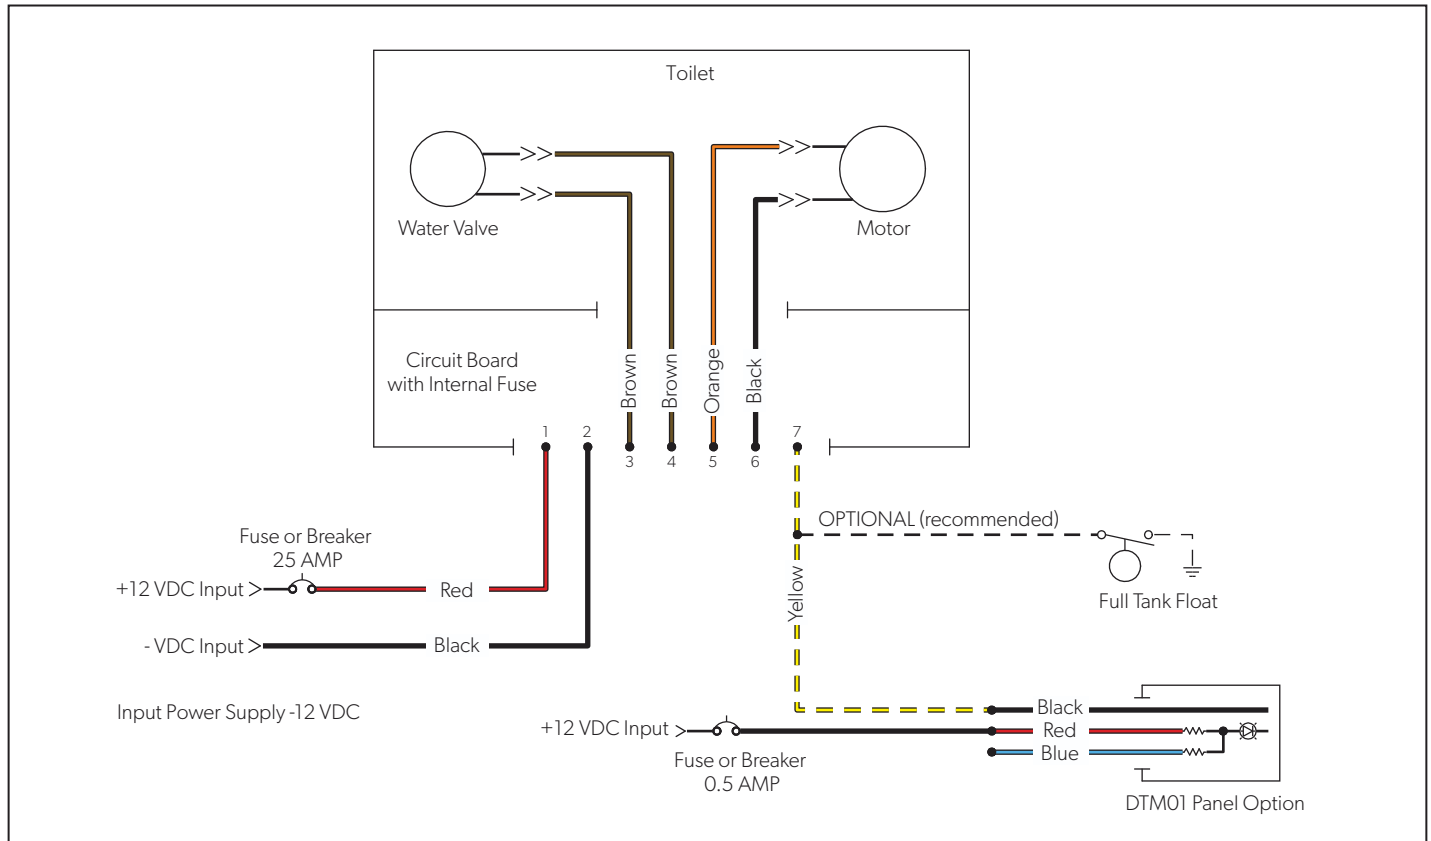 Toilet
Water Valve
Motor
Circuit Board
with Internal Fuse
Brown
Brown
Orange
Black
1
2
3
4
5
6
7
OPTIONAL (recommended)
Fuse or Breaker
25 AMP
+12 VDC Input
Red
Full Tank Float
Yellow
- VDC Input
Black
Input Power Supply -12 VDC
Black
+12 VDC Input
Red
Blue
Fuse or Breaker
0.5 AMP
DTM01 Panel Option